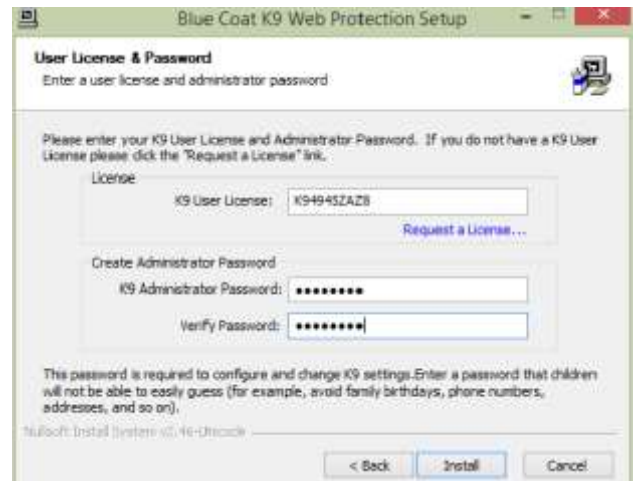 Blue Coat K9 Web Protection Setup
User License & Password
Enter a user license and administrator password
Please enter your K9 User License and Administrator Password. If you do not have a K9 User
License please click the "Request a License" link.
License
K9 User License: K94945ZAZB
Request a License...
Create Administrator Password
K9 Administrator Password: ••••••••
Verify Password: ••••••••
This password is required to configure and change K9 settings.Enter a password that children
will not be able to easily guess (for example, avoid family birthdays, phone numbers,
addresses, and so on).
Nullsoft Install System v2.46-Unicode
< Back Install Cancel